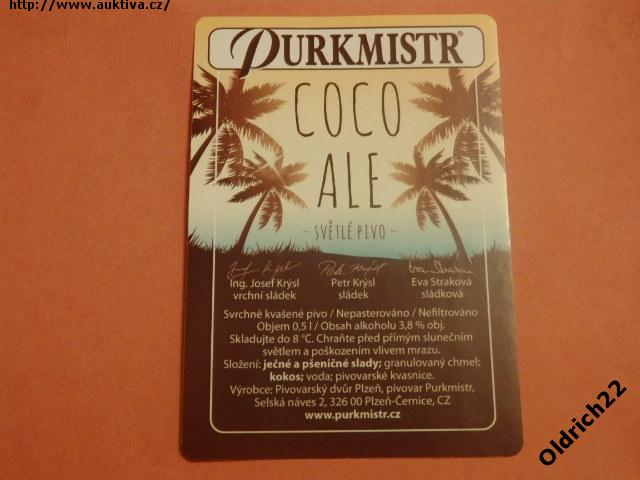 http://www.auktiva.cz/
PURKMISTR®
COCO
ALE
- SVĚTLÉ PIVO -
Ing. Josef Krýsl Petr Krýsl Eva Straková
vrchní sládek sládek sládková
Svrchně kvašené pivo / Nepasterováno / Nefiltrováno
Objem 0,5 l / Obsah alkoholu 3,8 % obj.
Skladujte do 8 °C. Chraňte před přímým slunečním
světlem a poškozením vlivem mrazu.
Složení: ječné a pšeničné slady; granulovaný chmel;
kokos; voda; pivovarské kvasnice.
Výrobce: Pivovarský dvůr Plzeň, pivovar Purkmistr,
Selská náves 2, 326 00 Plzeň-Černice, CZ
www.purkmistr.cz
Oldrich22